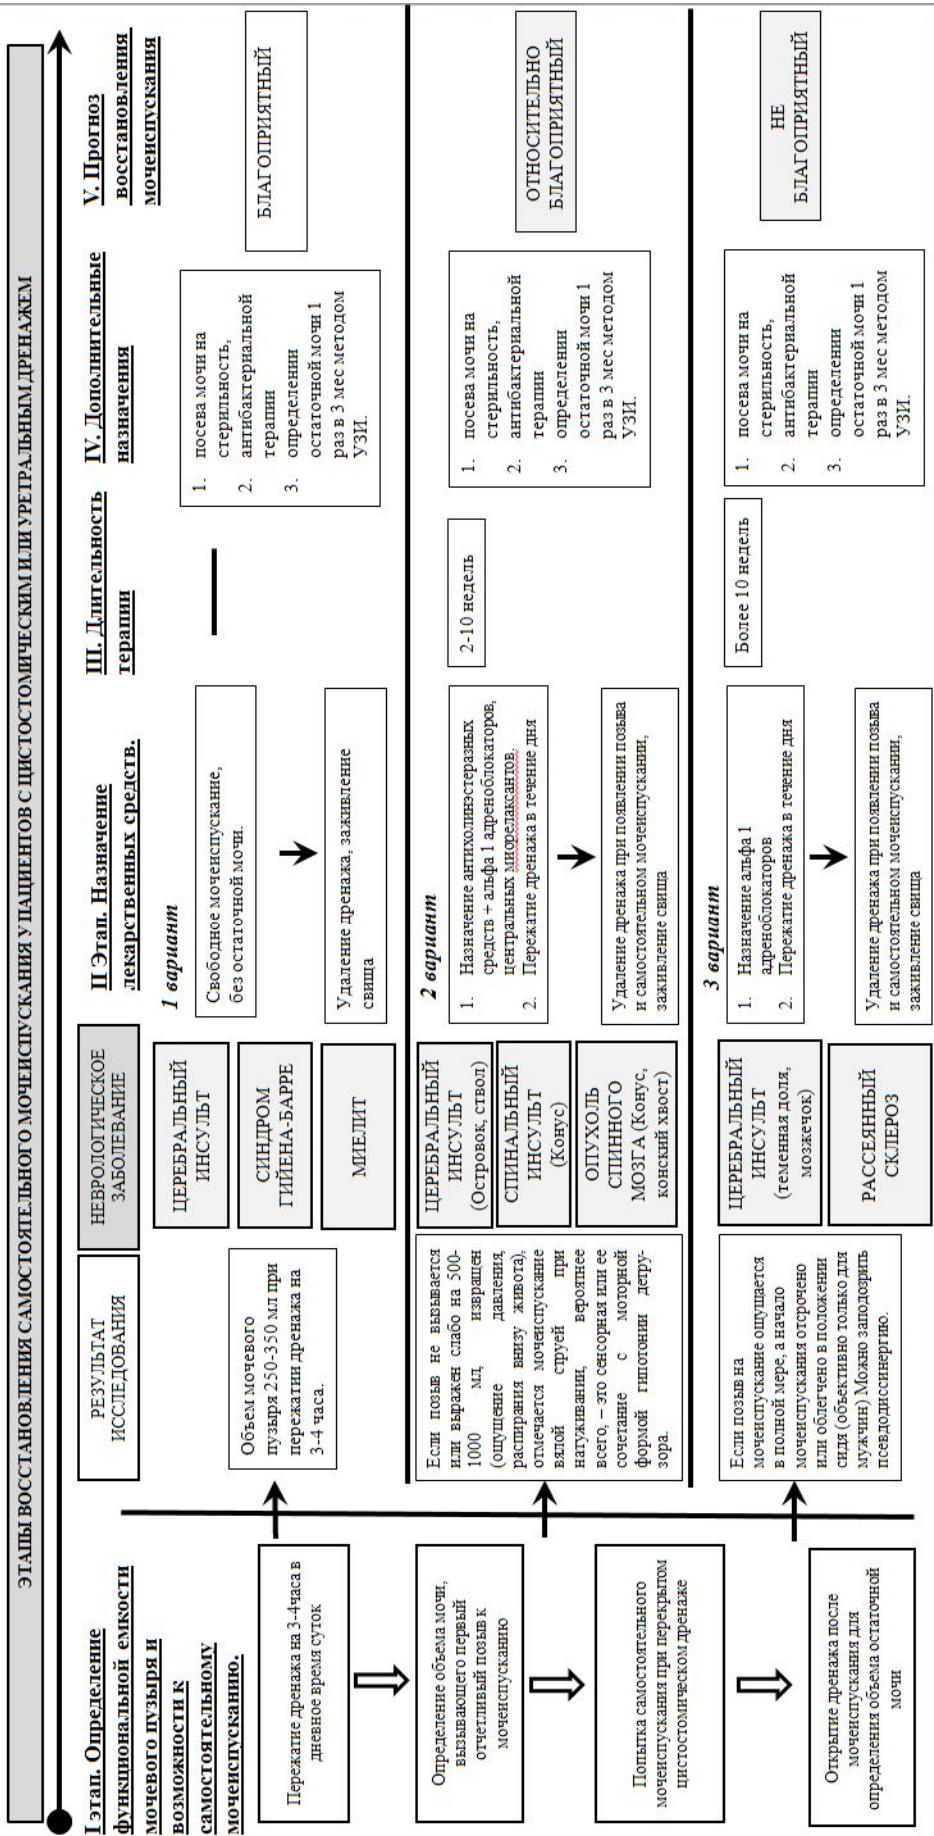 ЭТАПЫ ВОССТАНОВЛЕНИЯ САМОСТОЯТЕЛЬНОГО МОЧЕИСПУСКАНИЯ У ПАЦИЕНТОВ С ЦИСТОСТОМИЧЕСКИМ ИЛИ УРЕТРАЛЬНЫМ ДРЕНАЖЕМ
I этап. Определение
функциональной емкости
мочевого пузыря и
возможности к
самостоятельному
мочеиспусканию.
Пережатие дренажа на 3-4часа в
дневное время суток
Определение объема мочи,
вызывающего первый
отчетливый позыв к
мочеиспусканию
Попытка самостоятельного
мочеиспускания при перекрытом
цистостомическом дренаже
Открытие дренажа после
мочеиспускания для
определения объема остаточной
мочи
РЕЗУЛЬТАТ
ИССЛЕДОВАНИЯ
НЕВРОЛОГИЧЕСКОЕ
ЗАБОЛЕВАНИЕ
II Этап. Назначение
лекарственных средств.
III. Длительность
терапии
IV. Дополнительные
назначения
V. Прогноз
восстановления
мочеиспускания
Объем мочевого
пузыря 250-350 мл при
пережатии дренажа на
3-4 часа.
ЦЕРЕБРАЛЬНЫЙ
ИНСУЛЬТ
СИНДРОМ
ГИЙЕНА-БАРРЕ
МИЕЛИТ
1 вариант
Свободное мочеиспускание,
без остаточной мочи.
Удаление дренажа, заживление
свища
1. посева мочи на
стерильность,
2. антибактериальной
терапии
3. определении
остаточной мочи 1
раз в 3 мес методом
УЗИ.
БЛАГОПРИЯТНЫЙ
Если позыв не вызывается
или выражен слабо на 500-
1000 мл, извращен
(ощущение давления,
распирания внизу живота),
отмечается мочеиспускание
вялой струей при
натуживании, вероятнее
всего, – это сенсорная или ее
сочетание с моторной
формой гипотонии детру-
зора.
ЦЕРЕБРАЛЬНЫЙ
ИНСУЛЬТ
(Островок, ствол)
СПИНАЛЬНЫЙ
ИНСУЛЬТ
(Конус)
ОПУХОЛЬ
СПИННОГО
МОЗГА (Конус,
конский хвост)
2 вариант
1. Назначение антихолинэстеразных
средств + альфа 1 адреноблокаторов,
центральных миорелаксантов.
2. Пережатие дренажа в течение дня
Удаление дренажа при появлении позыва
и самостоятельном мочеиспускании,
заживление свища
2-10 недель
1. посева мочи на
стерильность,
2. антибактериальной
терапии
3. определении
остаточной мочи 1
раз в 3 мес методом
УЗИ.
ОТНОСИТЕЛЬНО
БЛАГОПРИЯТНЫЙ
Если позыв на
мочеиспускание ощущается
в полной мере, а начало
мочеиспускания отсрочено
или облегчено в положении
сидя (объективно только для
мужчин) Можно заподозрить
псевдодиссинергию.
ЦЕРЕБРАЛЬНЫЙ
ИНСУЛЬТ
(теменная доля,
мозжечок)
РАССЕЯННЫЙ
СКЛЕРОЗ
3 вариант
1. Назначение альфа 1
адреноблокаторов
2. Пережатие дренажа в течение дня
Удаление дренажа при появлении позыва
и самостоятельном мочеиспускании,
заживление свища
Более 10 недель
1. посева мочи на
стерильность,
2. антибактериальной
терапии
3. определении
остаточной мочи 1
раз в 3 мес методом
УЗИ.
НЕ
БЛАГОПРИЯТНЫЙ